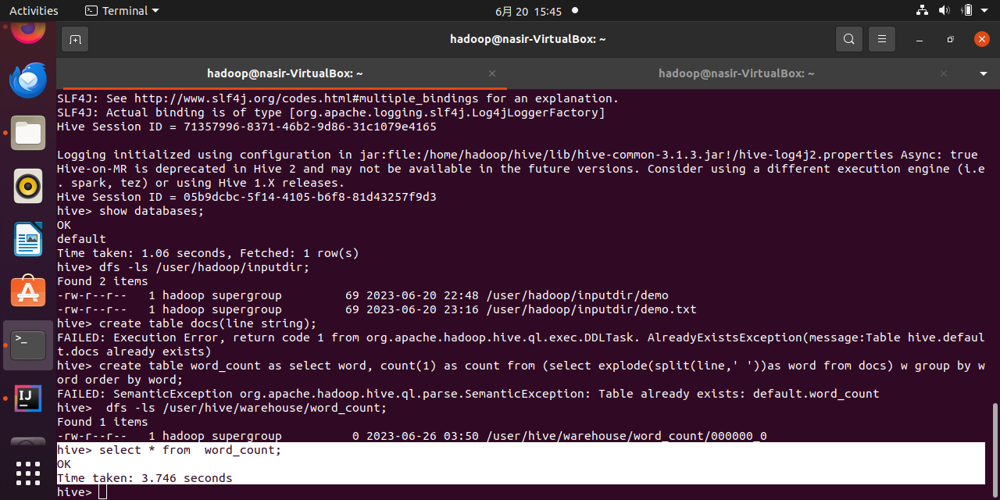 Activities
Terminal
6月 20 15:45
hadoop@nasir-VirtualBox: ~
hadoop@nasir-VirtualBox: ~
hadoop@nasir-VirtualBox: ~
SLF4J: See http://www.slf4j.org/codes.html#multiple_bindings for an explanation.
SLF4J: Actual binding is of type [org.apache.logging.slf4j.Log4jLoggerFactory]
Hive Session ID = 71357996-8371-46b2-9d86-31c1079e4165
Logging initialized using configuration in jar:file:/home/hadoop/hive/lib/hive-common-3.1.3.jar!/hive-log4j2.properties Async: true
Hive-on-MR is deprecated in Hive 2 and may not be available in the future versions. Consider using a different execution engine (i.e
. spark, tez) or using Hive 1.X releases.
Hive Session ID = 05b9dcbc-5f14-4105-b6f8-81d43257f9d3
hive> show databases;
OK
default
Time taken: 1.06 seconds, Fetched: 1 row(s)
hive> dfs -ls /user/hadoop/inputdir;
Found 2 items
-rw-r--r--   1 hadoop supergroup         69 2023-06-20 22:48 /user/hadoop/inputdir/demo
-rw-r--r--   1 hadoop supergroup         69 2023-06-20 23:16 /user/hadoop/inputdir/demo.txt
hive> create table docs(line string);
FAILED: Execution Error, return code 1 from org.apache.hadoop.hive.ql.exec.DDLTask. AlreadyExistsException(message:Table hive.defaul
t.docs already exists)
hive> create table word_count as select word, count(1) as count from (select explode(split(line,' '))as word from docs) w group by w
ord order by word;
FAILED: SemanticException org.apache.hadoop.hive.ql.parse.SemanticException: Table already exists: default.word_count
hive>  dfs -ls /user/hive/warehouse/word_count;
Found 1 items
-rw-r--r--   1 hadoop supergroup          0 2023-06-26 03:50 /user/hive/warehouse/word_count/000000_0
hive> select * from  word_count;
OK
Time taken: 3.746 seconds
hive>
IJ